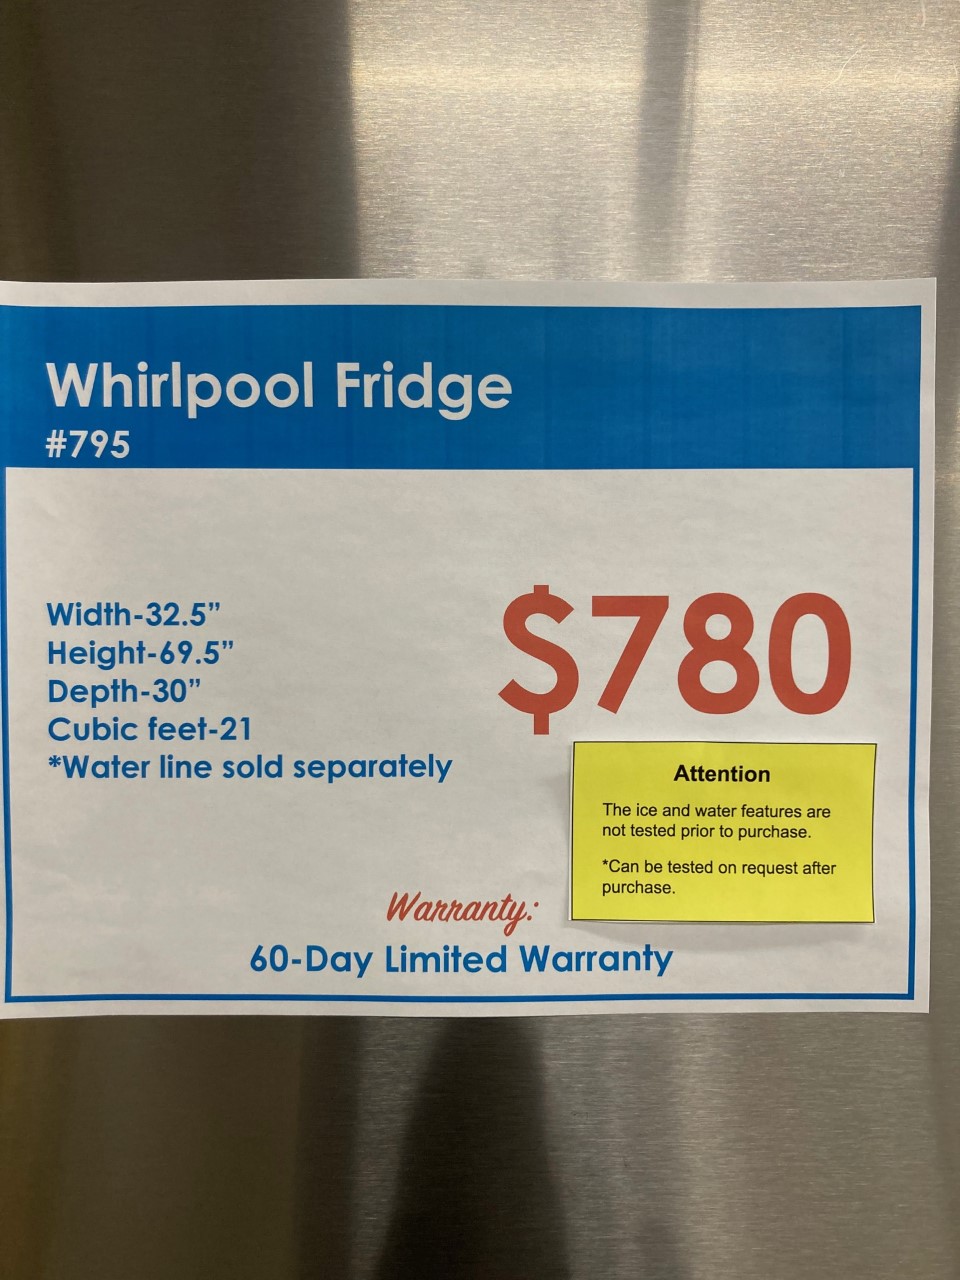 Whirlpool Fridge
#795
Width-32.5”
Height-69.5”
Depth-30”
Cubic feet-21
*Water line sold separately
$780
Attention
The ice and water features are
not tested prior to purchase.
*Can be tested on request after
purchase.
Warranty:
60-Day Limited Warranty